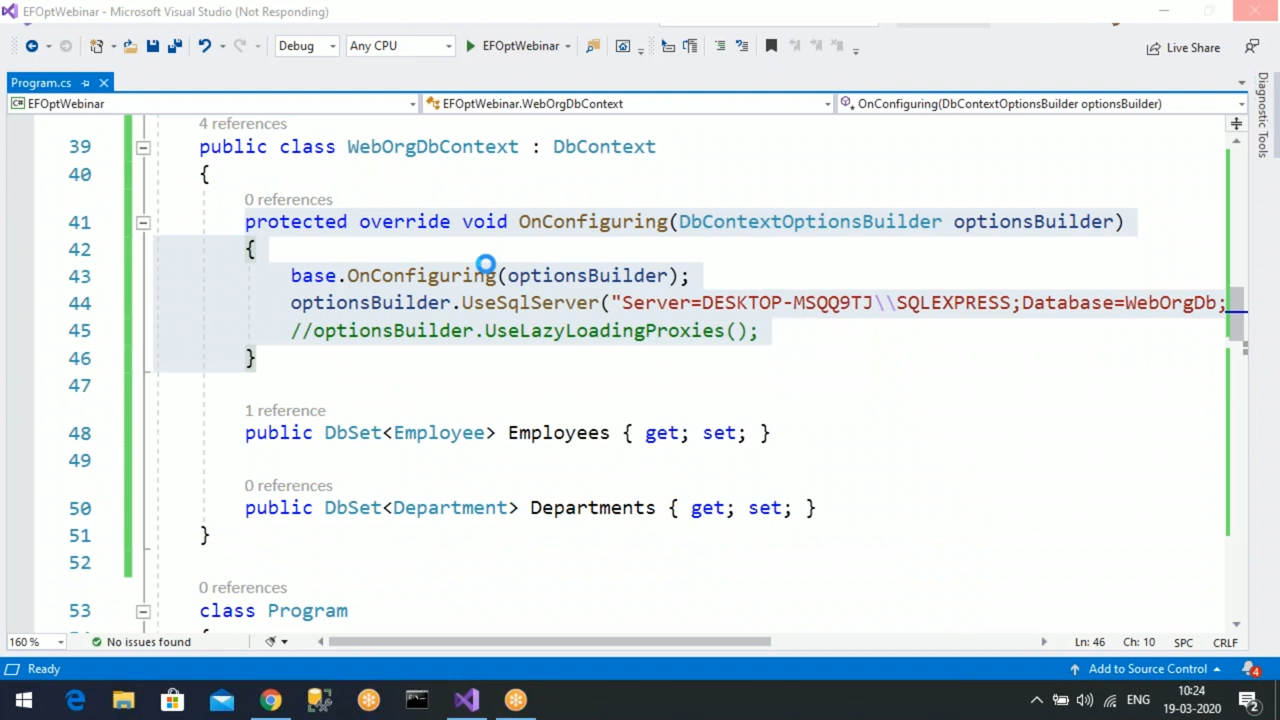 EFOptWebinar - Microsoft Visual Studio (Not Responding)
Debug Any CPU EFOptWebinar Live Share
Program.cs
C# EFOptWebinar EFOptWebinar.WebOrgDbContext OnConfiguring(DbContextOptionsBuilder optionsBuilder)
Diagnostic Tools
4 references
39 public class WebOrgDbContext : DbContext
40 {
0 references
41 protected override void OnConfiguring(DbContextOptionsBuilder optionsBuilder)
42 {
43 base.OnConfiguring(optionsBuilder);
44 optionsBuilder.UseSqlServer("Server=DESKTOP-MSQQ9TJ\\SQLEXPRESS;Database=WebOrgDb;
45 //optionsBuilder.UseLazyLoadingProxies();
46 }
47
1 reference
48 public DbSet<Employee> Employees { get; set; }
49
0 references
50 public DbSet<Department> Departments { get; set; }
51 }
52
0 references
53 class Program
160 % No issues found Ln: 46 Ch: 10 SPC CRLF
Ready Add to Source Control 4
ENG 10:24
19-03-2020 2